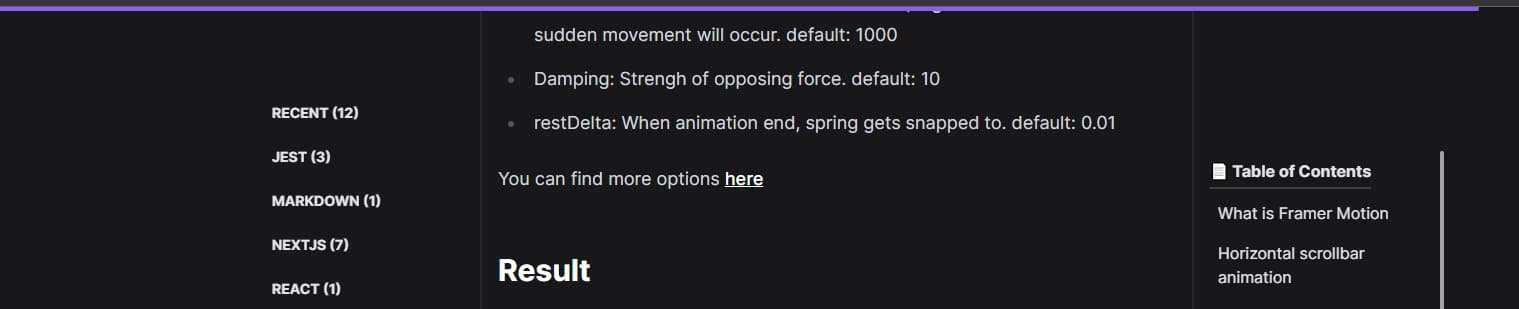 sudden movement will occur. default: 1000
Damping: Strengh of opposing force. default: 10
restDelta: When animation end, spring gets snapped to. default: 0.01
You can find more options here
Result
RECENT (12)
JEST (3)
MARKDOWN (1)
NEXTJS (7)
REACT (1)
Table of Contents
What is Framer Motion
Horizontal scrollbar
animation